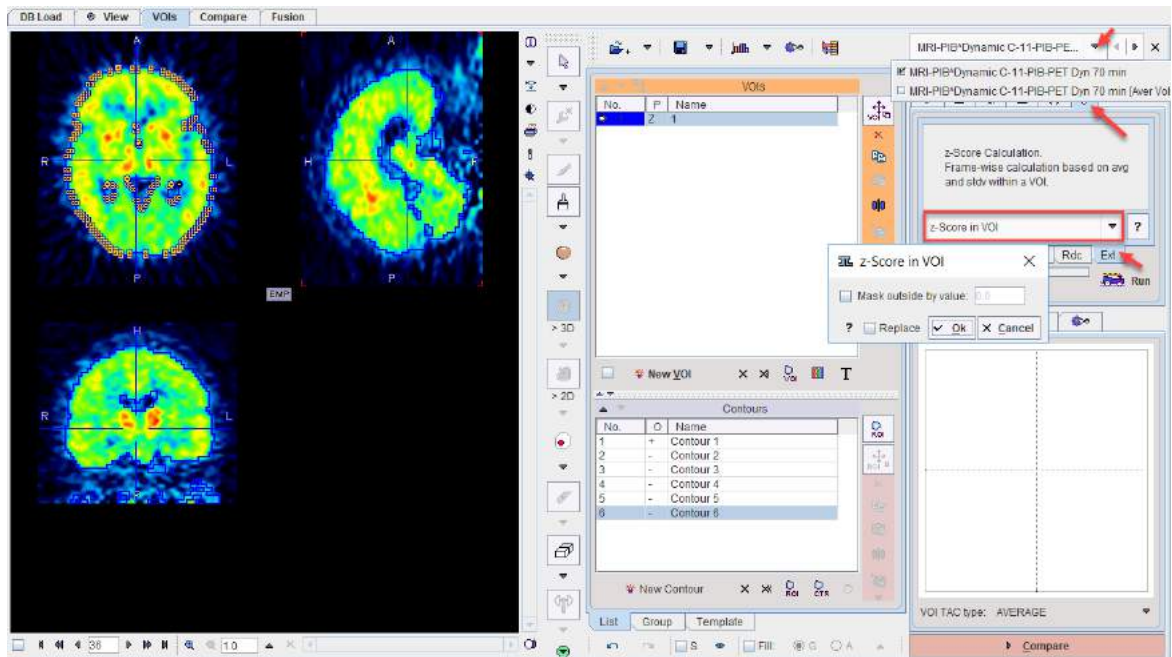 DB Load View VOIs Compare Fusion
A
R
L
P
A
H
F
P
EMP
H
R
L
36
1.0
> 3D
> 2D
VOIs
No. P Name
Z 1
New VOI
T
Contours
No. O Name
1 + Contour 1
2 - Contour 2
3 - Contour 3
4 - Contour 4
5 - Contour 5
6 - Contour 6
New Contour
List Group Template
S Fill: G A
VOI
ROI
MRI-PIB^Dynamic C-11-PIB-PE...
MRI-PIB^Dynamic C-11-PIB-PET Dyn 70 min
MRI-PIB^Dynamic C-11-PIB-PET Dyn 70 min [Aver Vol
z-Score Calculation.
Frame-wise calculation based on avg
and stdv within a VOI.
z-Score in VOI ?
Rdc Ext
Run
z-Score in VOI
Mask outside by value: 0.0
? Replace Ok Cancel
VOI TAC type: AVERAGE
Compare